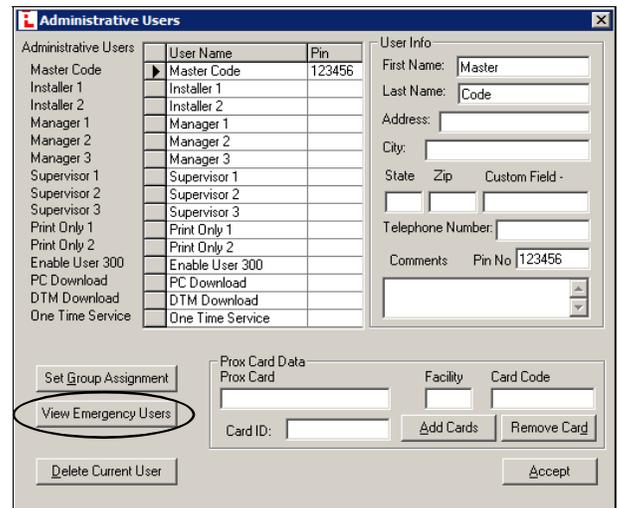 Administrative Users
Administrative Users
Master Code
Installer 1
Installer 2
Manager 1
Manager 2
Manager 3
Supervisor 1
Supervisor 2
Supervisor 3
Print Only 1
Print Only 2
Enable User 300
PC Download
DTM Download
One Time Service
User Name Pin
Master Code 123456
Installer 1
Installer 2
Manager 1
Manager 2
Manager 3
Supervisor 1
Supervisor 2
Supervisor 3
Print Only 1
Print Only 2
Enable User 300
PC Download
DTM Download
One Time Service
User Info
First Name: Master
Last Name: Code
Address:
City:
State Zip Custom Field -
Telephone Number:
Comments Pin No 123456
Set Group Assignment
View Emergency Users
Delete Current User
Prox Card Data
Prox Card Facility Card Code
Card ID: Add Cards Remove Card
Accept